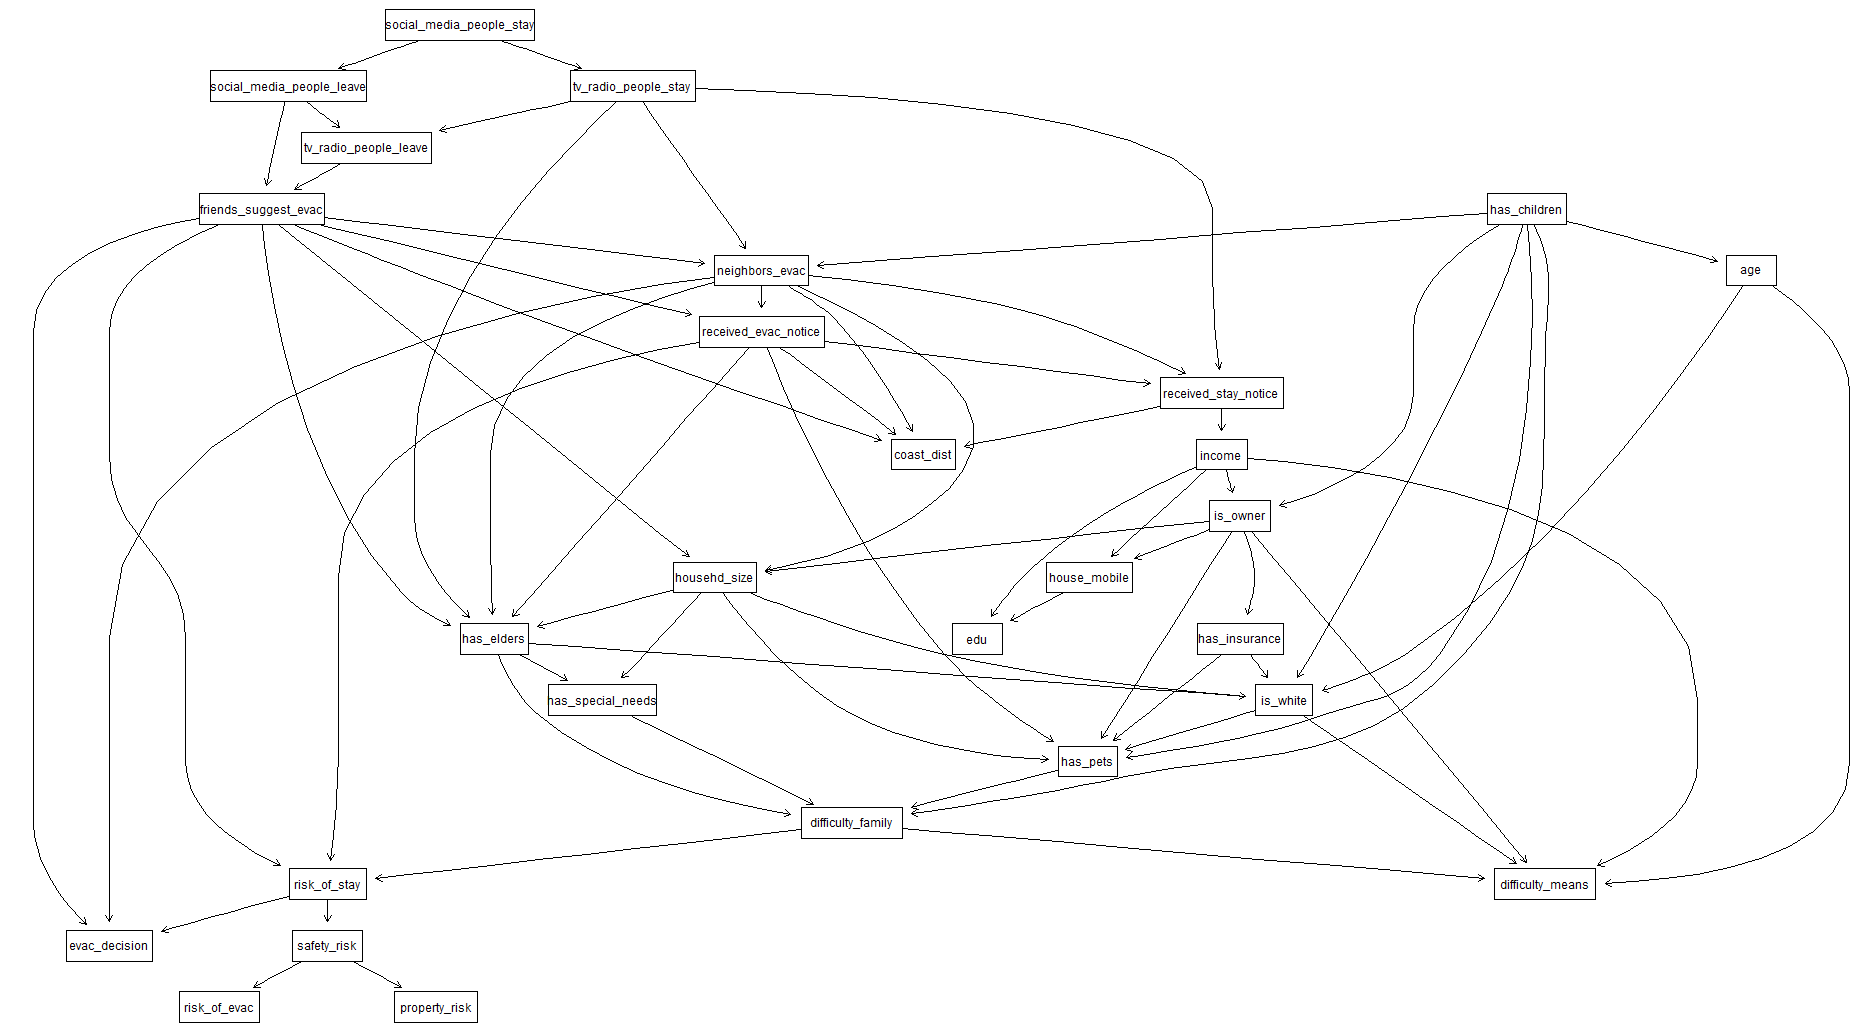 social_media_people_stay
social_media_people_leave
tv_radio_people_stay
tv_radio_people_leave
friends_suggest_evac
has_children
neighbors_evac
age
received_evac_notice
received_stay_notice
coast_dist
income
is_owner
househd_size
house_mobile
has_elders
edu
has_insurance
has_special_needs
is_white
has_pets
difficulty_family
risk_of_stay
difficulty_means
evac_decision
safety_risk
risk_of_evac
property_risk